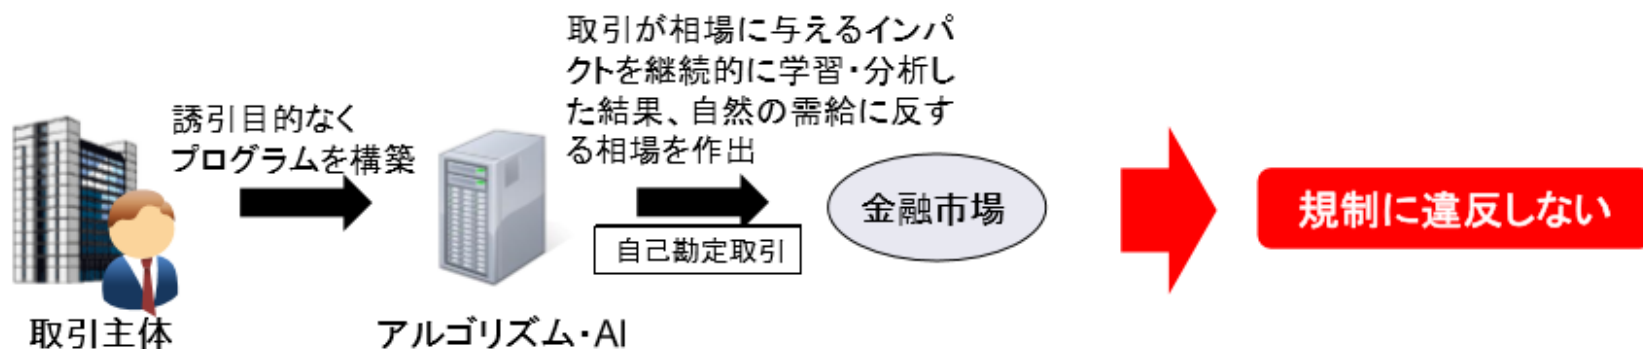 取引が相場に与えるインパ
クトを継続的に学習・分析し
た結果、自然の需給に反す
る相場を作出
誘引目的なく
プログラムを構築
金融市場
自己勘定取引
規制に違反しない
取引主体
アルゴリズム・AI